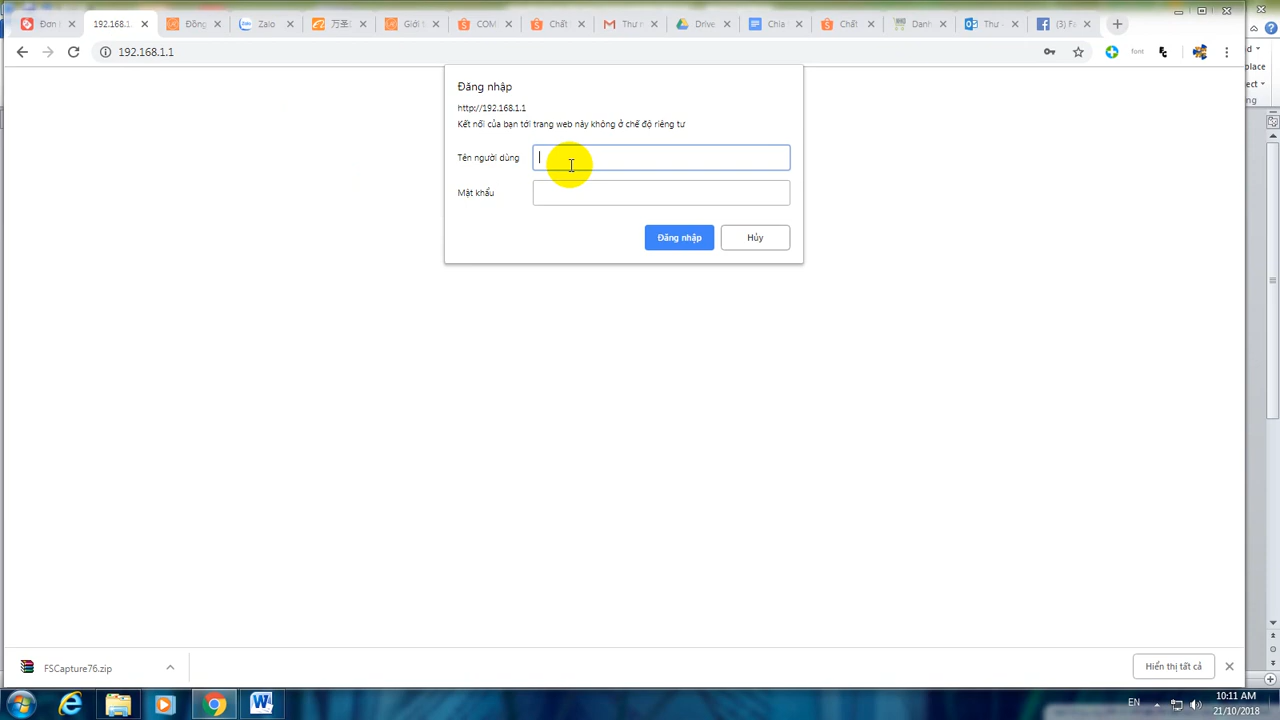 Đơn
192.168.1.
Đồng
Zalo
万圣
Giới t
CON
Chất
Thư n
Chia
Chất
Danh
Thư -
(3) Fa
192.168.1.1
font
place
Đăng nhập
http://192.168.1.1
Kết nối của bạn tới trang web này không ở chế độ riêng tư
Tên người dùng
Mật khẩu
Đăng nhập
Hủy
FSCapture76.zip
Hiển thị tất cả
EN
10:11 AM
21/10/2018